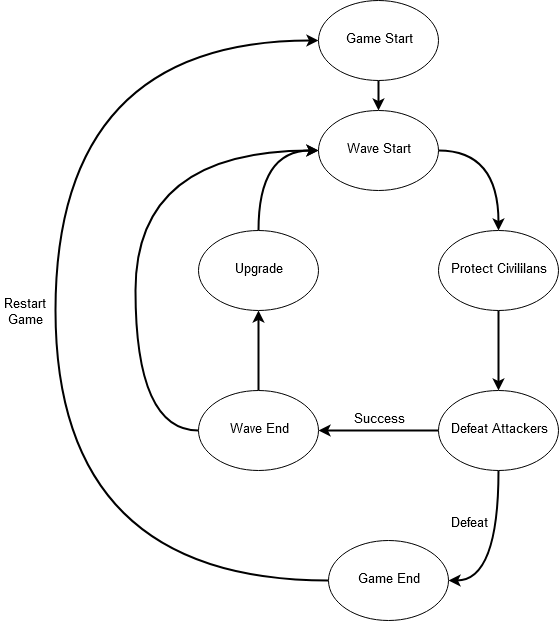 Game Start
Wave Start
Upgrade
Protect Civililans
Restart
Game
Success
Wave End
Defeat Attackers
Defeat
Game End